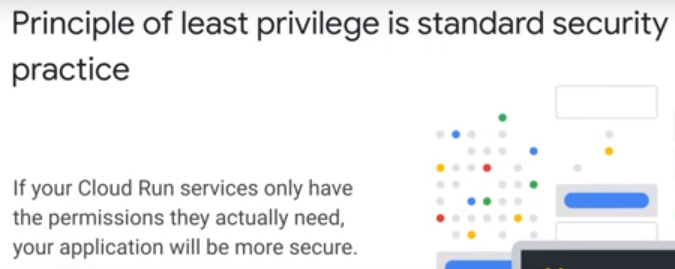 Principle of least privilege is standard security
practice
If your Cloud Run services only have
the permissions they actually need,
your application will be more secure.